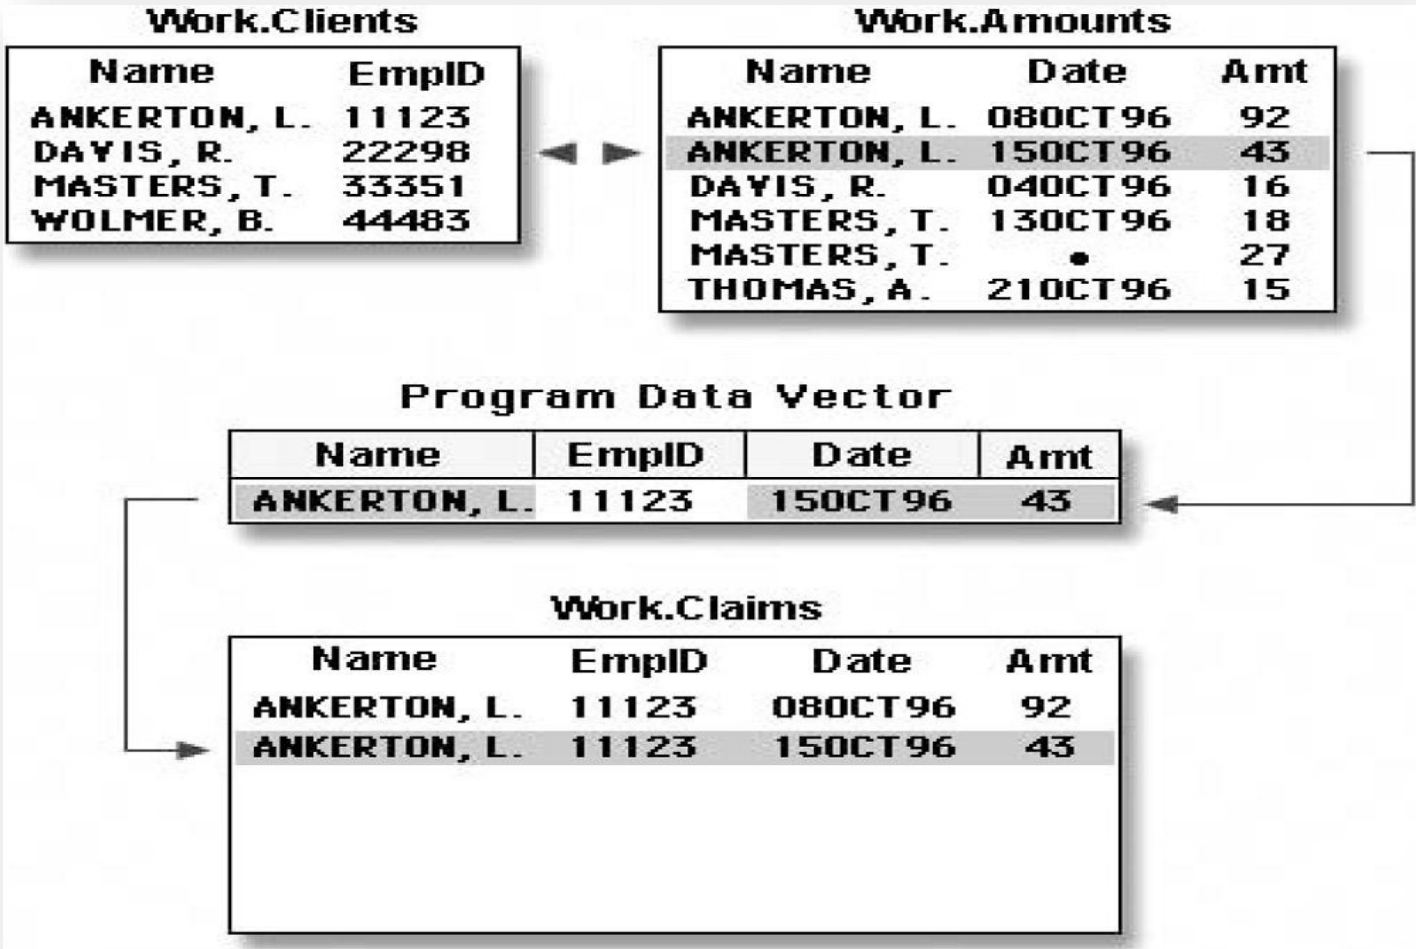 Work.Clients
Name EmpID
ANKERTON, L. 11123
DAVIS, R. 22298
MASTERS, T. 33351
WOLMER, B. 44483
Work.Amounts
Name Date Amt
ANKERTON, L. 08OCT96 92
ANKERTON, L. 15OCT96 43
DAVIS, R. 04OCT96 16
MASTERS, T. 13OCT96 18
MASTERS, T. • 27
THOMAS, A. 21OCT96 15
Program Data Vector
Name EmpID Date Amt
ANKERTON, L. 11123 15OCT96 43
Work.Claims
Name EmpID Date Amt
ANKERTON, L. 11123 08OCT96 92
ANKERTON, L. 11123 15OCT96 43